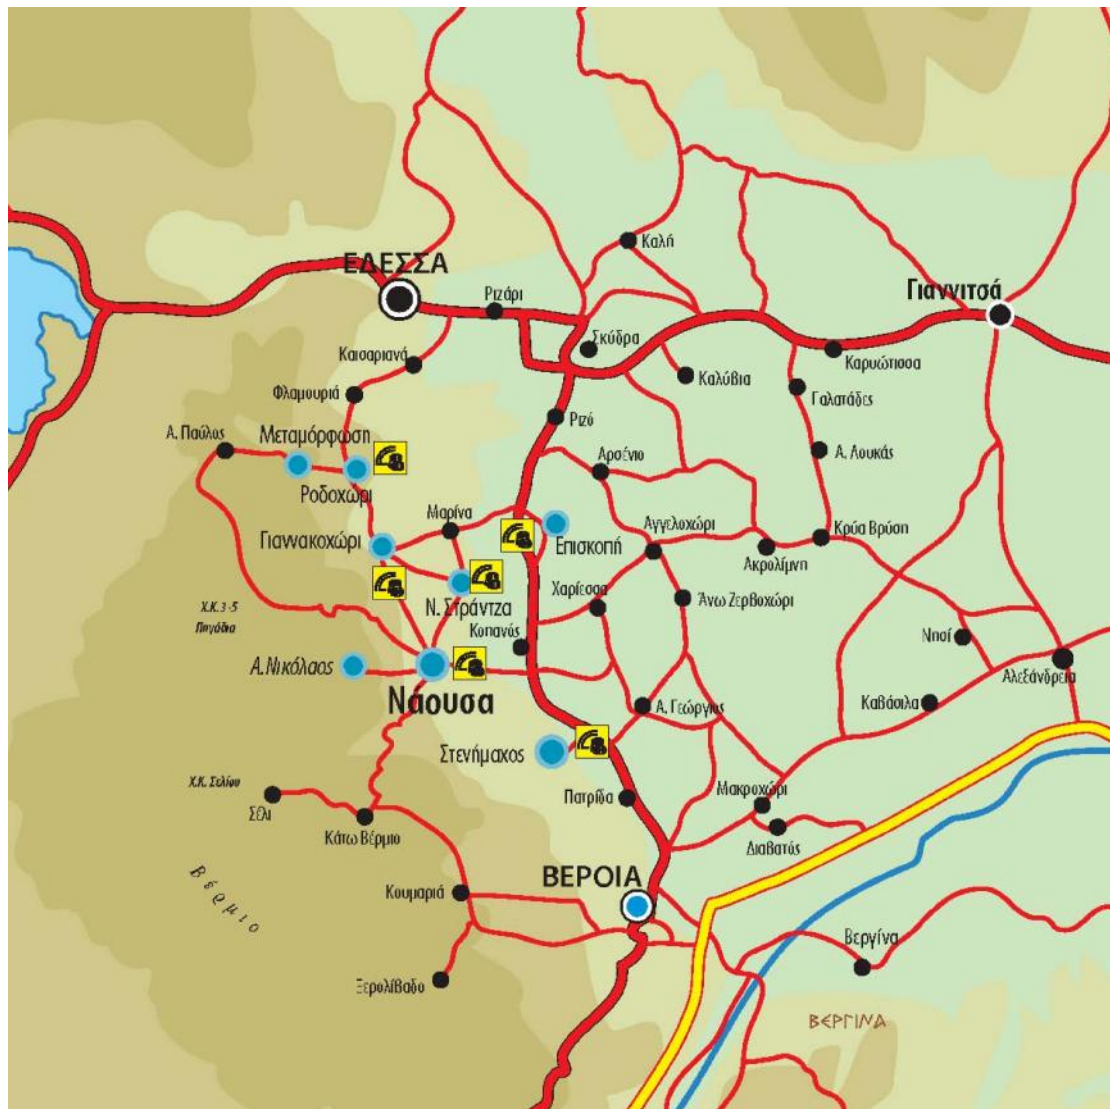 Καλή
ΕΔΕΣΣΑ
Ριζάρι
Γιαννιτσά
Σκύδρα
Καισαριανά
Καρυώτισσα
Καλύβια
Φλαμουριά
Γαλατάδες
Ριζό
Α. Παύλος
Μεταμόρφωση
Αρσένιο
Α. Λουκάς
Ροδοχώρι
Μαρίνα
Αγγελοχώρι
Κρύα Βρύση
Γιαννακοχώρι
Επισκοπή
Ακρολίμνη
Χαρίεσσα
Άνω Ζερβοχώρι
Χ.Κ. 3-5
Πηγάδια
Ν. Στράντζα
Κοπανός
Νησί
Α.Νικόλαος
Αλεξάνδρεια
Νάουσα
Καβάσιλα
Α. Γεώργιος
Στενήμαχος
Χ.Κ. Σελίου
Πατρίδα
Μακροχώρι
Σέλι
Κάτω Βέρμιο
Διαβατός
Βέρμιο
ΒΕΡΟΙΑ
Κουμαριά
Βεργίνα
Ξερολίβαδο
ΒΕΡΓΙΝΑ